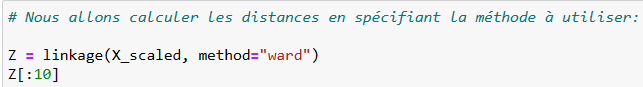 # Nous allons calculer les distances en spécifiant la méthode à utiliser:
Z = linkage(X_scaled, method="ward")
Z[:10]